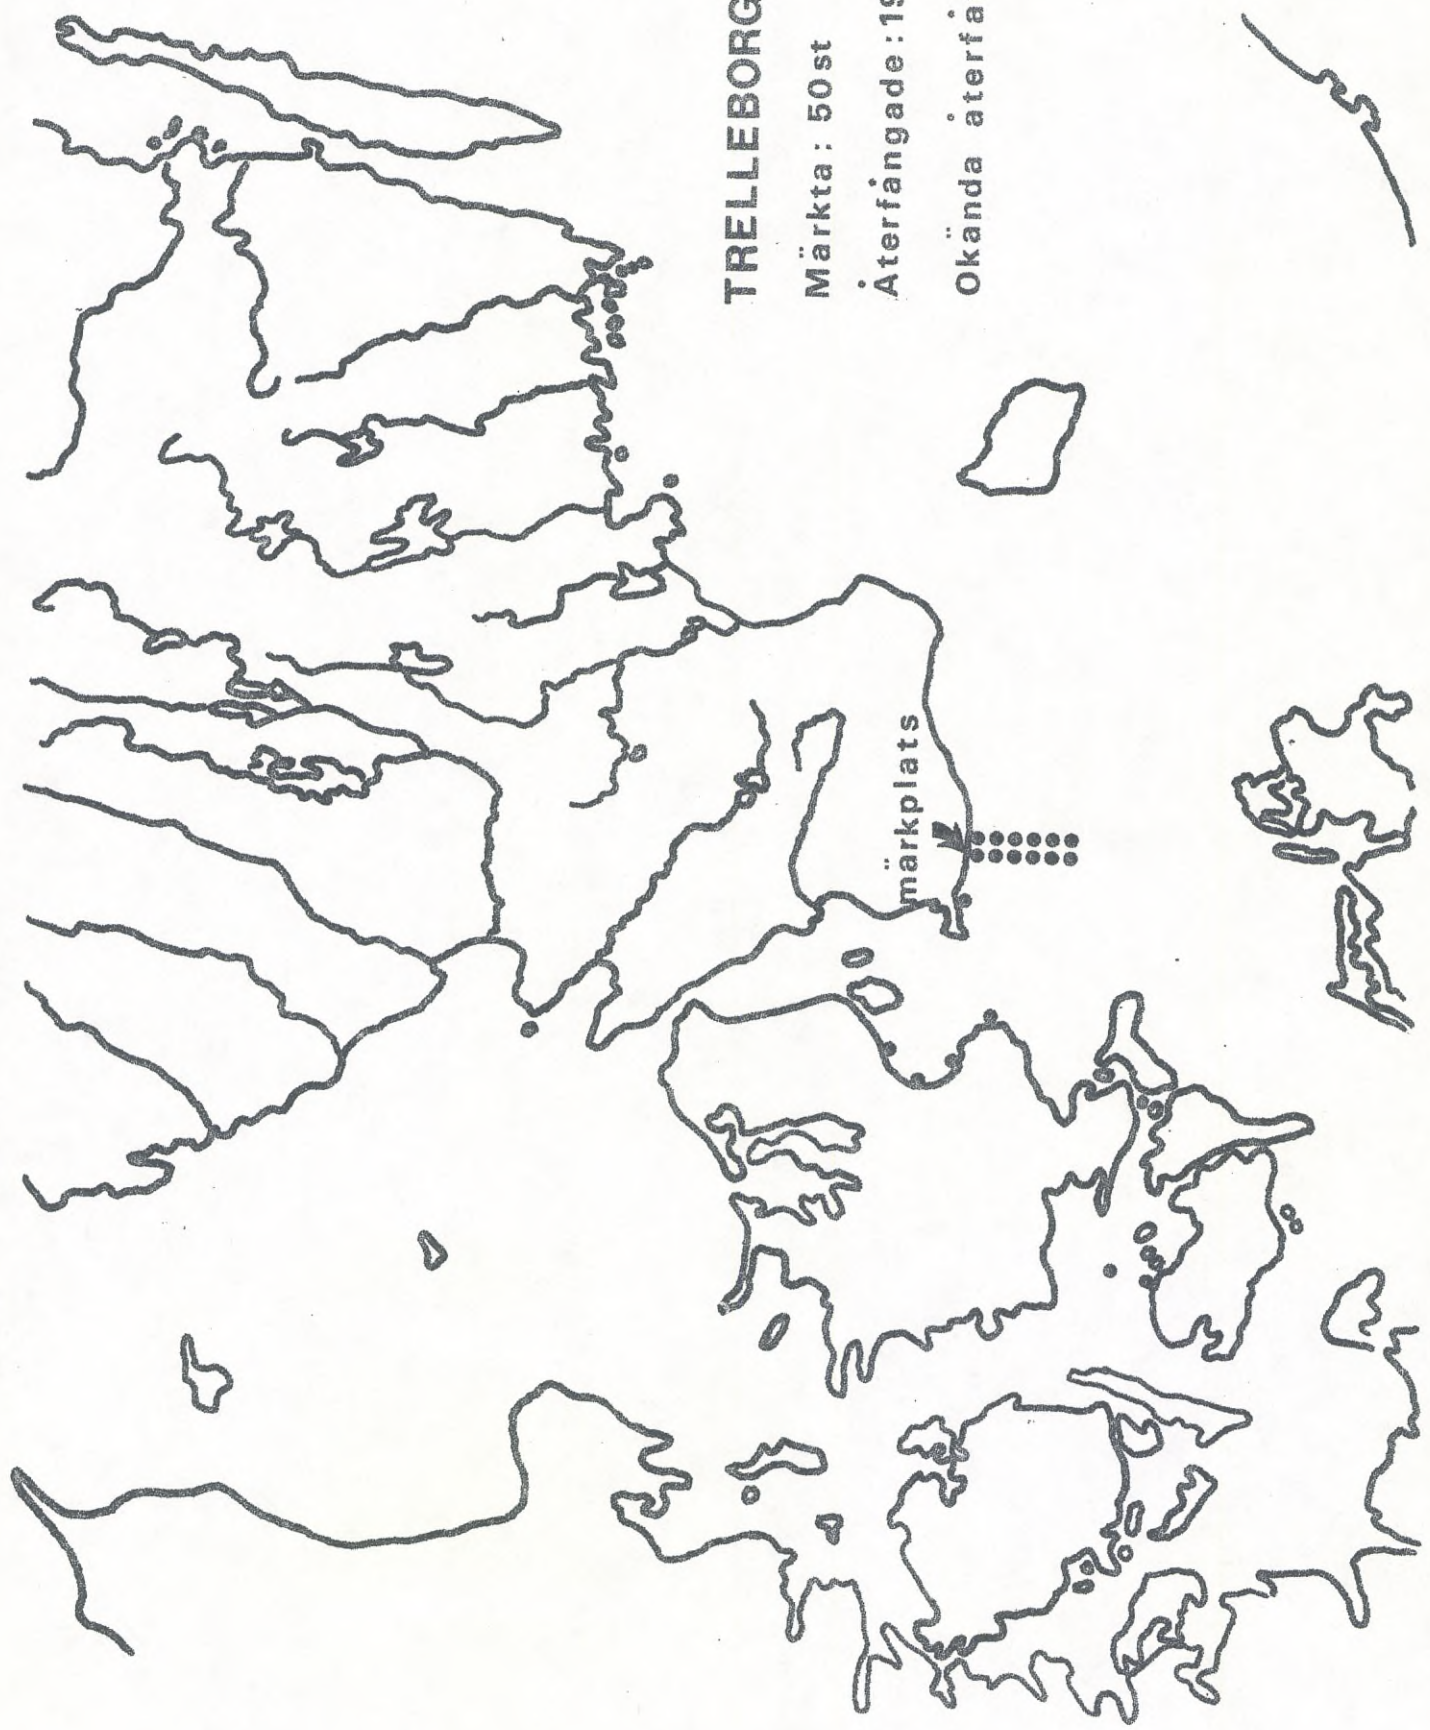 TRELLEBORG
Märkta: 50st
Återfångade:19
Okända återfå
märkplats